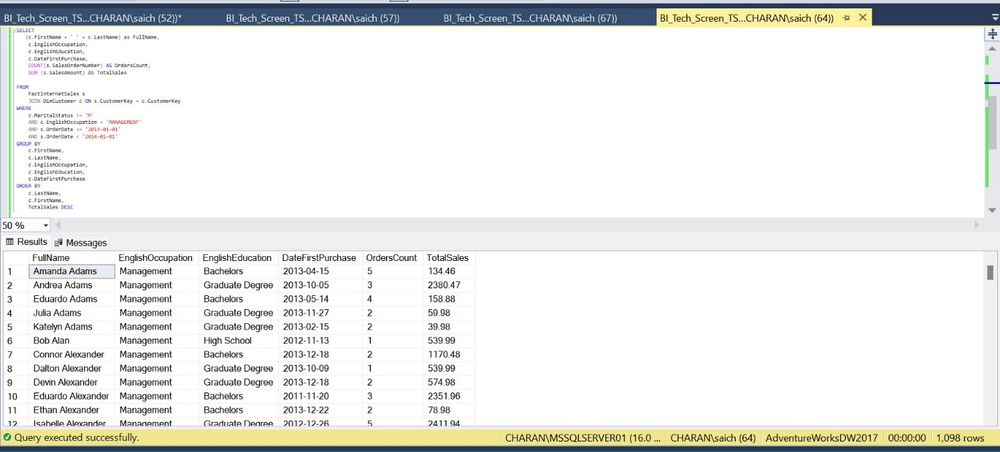 BI_Tech_Screen_TS...CHARAN\saich (52))* BI_Tech_Screen_TS...CHARAN\saich (57)) BI_Tech_Screen_TS...CHARAN\saich (67)) BI_Tech_Screen_TS...CHARAN\saich (64))
SELECT
(c.FirstName + ' ' + c.LastName) as FullName,
c.EnglishOccupation,
c.EnglishEducation,
c.DateFirstPurchase,
COUNT(s.SalesOrderNumber) AS OrdersCount,
SUM (s.SalesAmount) AS TotalSales
FROM
FactInternetSales s
JOIN DimCustomer c ON s.CustomerKey = c.CustomerKey
WHERE
c.MaritalStatus != 'M'
AND c.EnglishOccupation = 'MANAGEMENT'
AND s.OrderDate >= '2013-01-01'
AND s.OrderDate < '2014-01-01'
GROUP BY
c.FirstName,
c.LastName,
c.EnglishOccupation,
c.EnglishEducation,
c.DateFirstPurchase
ORDER BY
c.LastName,
c.FirstName,
TotalSales DESC
50 %
Results Messages
FullName EnglishOccupation EnglishEducation DateFirstPurchase OrdersCount TotalSales
1 Amanda Adams Management Bachelors 2013-04-15 5 134.46
2 Andrea Adams Management Graduate Degree 2013-10-05 3 2380.47
3 Eduardo Adams Management Bachelors 2013-05-14 4 158.88
4 Julia Adams Management Graduate Degree 2013-11-27 2 59.98
5 Katelyn Adams Management Graduate Degree 2013-02-15 2 39.98
6 Bob Alan Management High School 2012-11-13 1 539.99
7 Connor Alexander Management Bachelors 2013-12-18 2 1170.48
8 Dalton Alexander Management Graduate Degree 2013-10-09 1 539.99
9 Devin Alexander Management Graduate Degree 2013-12-18 2 574.98
10 Eduardo Alexander Management Bachelors 2011-11-20 3 2351.96
11 Ethan Alexander Management Bachelors 2013-12-22 2 78.98
12 Isabelle Alexander Management Graduate Degree 2012-12-26 5 2411.94
Query executed successfully. CHARAN\MSSQLSERVER01 (16.0 ... CHARAN\saich (64) AdventureWorksDW2017 00:00:00 1,098 rows